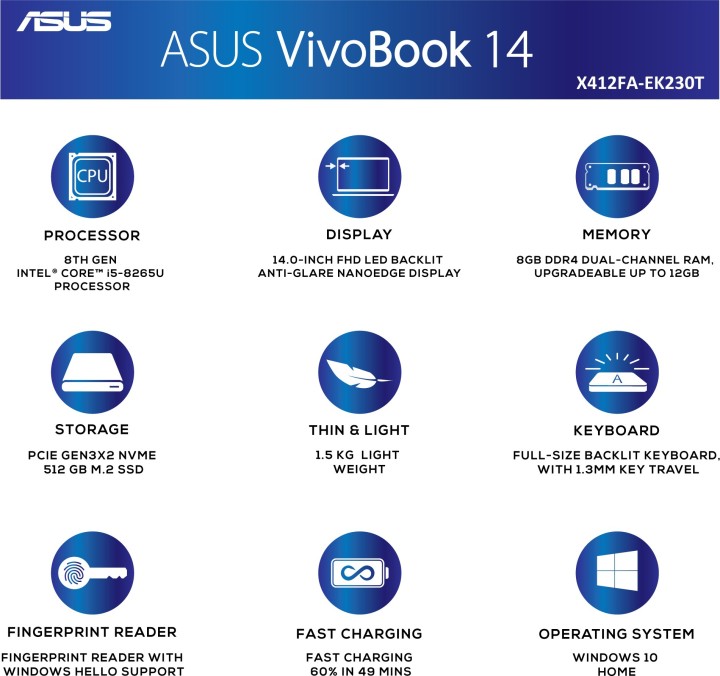 ASUS
ASUS VivoBook 14
X412FA-EK230T
CPU
PROCESSOR
8TH GEN
INTEL® CORE™ i5-8265U
PROCESSOR
DISPLAY
14.0-INCH FHD LED BACKLIT
ANTI-GLARE NANOEDGE DISPLAY
MEMORY
8GB DDR4 DUAL-CHANNEL RAM,
UPGRADEABLE UP TO 12GB
STORAGE
PCIE GEN3X2 NVME
512 GB M.2 SSD
THIN & LIGHT
1.5 KG LIGHT
WEIGHT
A
KEYBOARD
FULL-SIZE BACKLIT KEYBOARD,
WITH 1.3MM KEY TRAVEL
FINGERPRINT READER
FINGERPRINT READER WITH
WINDOWS HELLO SUPPORT
FAST CHARGING
FAST CHARGING
60% IN 49 MINS
OPERATING SYSTEM
WINDOWS 10
HOME